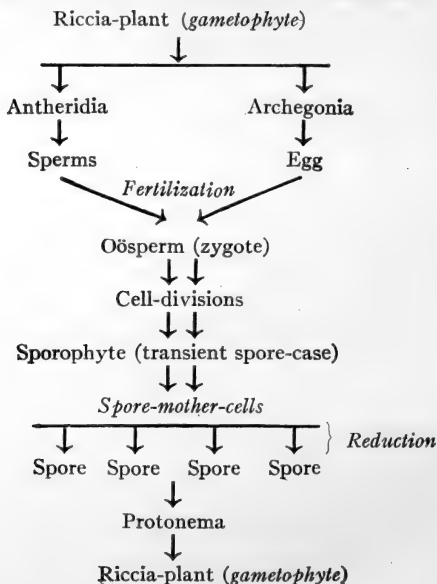 Riccia-plant (gametophyte)
Antheridia Archegonia
Sperms Egg
Fertilization
Oösperm (zygote)
Cell-divisions
Sporophyte (transient spore-case)
Spore-mother-cells
Reduction
Spore Spore Spore Spore
Protonema
Riccia-plant (gametophyte)